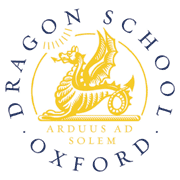 · DRAGON SCHOOL ·
ARDUUS AD
SOLEM
OXFORD